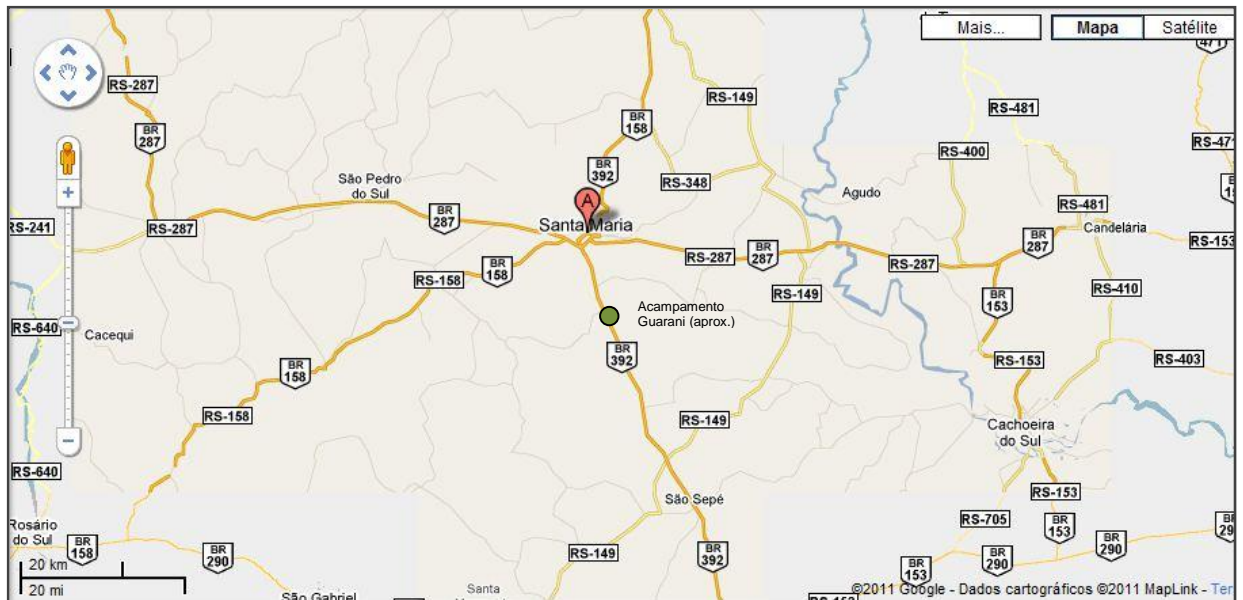 Mais...
Mapa
Satélite
471
RS-287
RS-149
RS-481
BR
287
BR
158
RS-400
RS-471
BR
392
São Pedro
do Sul
RS-348
Agudo
A
Santa Maria
BR
287
RS-481
Candelária
RS-241
RS-287
RS-287
BR
287
RS-287
BR
287
RS-153
RS-158
BR
158
RS-149
BR
153
RS-410
RS-640
Cacequi
Acampamento
Guarani (aprox.)
BR
392
RS-153
RS-403
BR
158
RS-158
RS-149
Cachoeira
do Sul
RS-640
São Sepé
RS-153
Rosário
do Sul
BR
158
BR
290
RS-149
BR
392
RS-705
BR
153
BR
290
BR
290
BR
153
20 km
20 mi
São Gabriel
Santa
©2011 Google - Dados cartográficos ©2011 MapLink - Ter